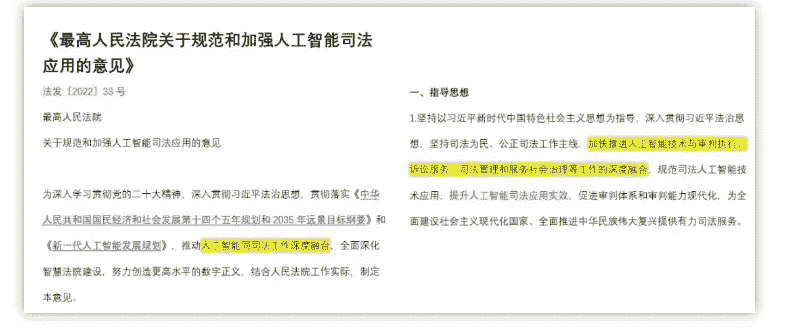 《最高人民法院关于规范和加强人工智能司法
应用的意见》
法发〔2022〕33号
最高人民法院
关于规范和加强人工智能司法应用的意见
为深入学习贯彻党的二十大精神，深入贯彻习近平法治思想，贯彻落实《中华
人民共和国国民经济和社会发展第十四个五年规划和2035年远景目标纲要》和
《新一代人工智能发展规划》，推动人工智能同司法工作深度融合，全面深化
智慧法院建设，努力创造更高水平的数字正义，结合人民法院工作实际，制定
本意见。
一、指导思想
1.坚持以习近平新时代中国特色社会主义思想为指导，深入贯彻习近平法治思
想，坚持司法为民、公正司法工作主线，加快推进人工智能技术与审判执行、
诉讼服务、司法管理和服务社会治理等工作的深度融合，规范司法人工智能技
术应用，提升人工智能司法应用实效，促进审判体系和审判能力现代化，为全
面建设社会主义现代化国家、全面推进中华民族伟大复兴提供有力司法服务。